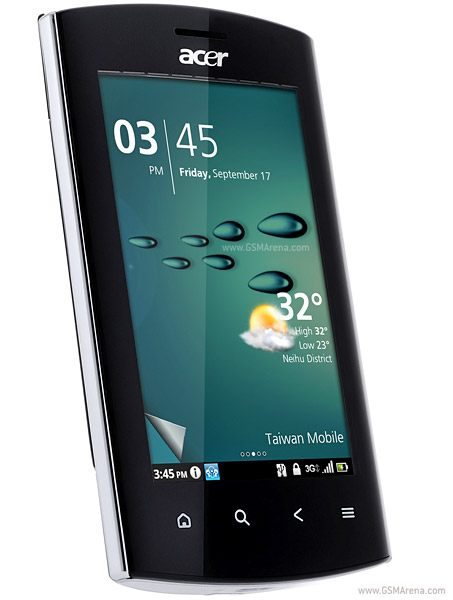 acer
03 45
PM Friday, September 17
www.GSMArena.com
32°
High 32°
Low 23°
Neihu District
Taiwan Mobile
3:45 PM 3G
www.GSMArena.com